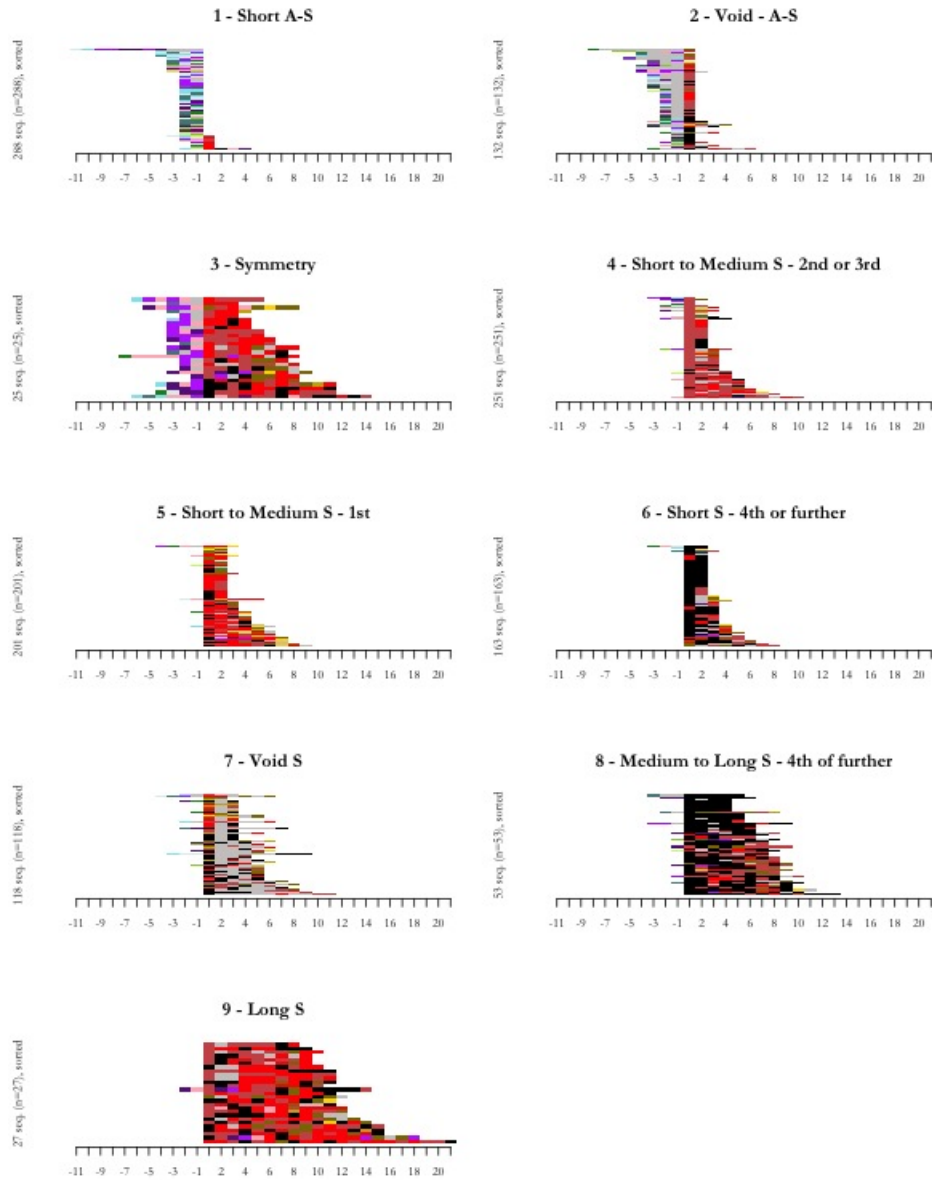 1 - Short A-S
288 seq. (n=288), sorted
-11 -9 -7 -5 -3 -1 2 4 6 8 10 12 14 16 18 20
2 - Void - A-S
132 seq. (n=132), sorted
-11 -9 -7 -5 -3 -1 2 4 6 8 10 12 14 16 18 20
3 - Symmetry
25 seq. (n=25), sorted
-11 -9 -7 -5 -3 -1 2 4 6 8 10 12 14 16 18 20
4 - Short to Medium S - 2nd or 3rd
251 seq. (n=251), sorted
-11 -9 -7 -5 -3 -1 2 4 6 8 10 12 14 16 18 20
5 - Short to Medium S - 1st
201 seq. (n=201), sorted
-11 -9 -7 -5 -3 -1 2 4 6 8 10 12 14 16 18 20
6 - Short S - 4th or further
163 seq. (n=163), sorted
-11 -9 -7 -5 -3 -1 2 4 6 8 10 12 14 16 18 20
7 - Void S
118 seq. (n=118), sorted
-11 -9 -7 -5 -3 -1 2 4 6 8 10 12 14 16 18 20
8 - Medium to Long S - 4th of further
53 seq. (n=53), sorted
-11 -9 -7 -5 -3 -1 2 4 6 8 10 12 14 16 18 20
9 - Long S
27 seq. (n=27), sorted
-11 -9 -7 -5 -3 -1 2 4 6 8 10 12 14 16 18 20